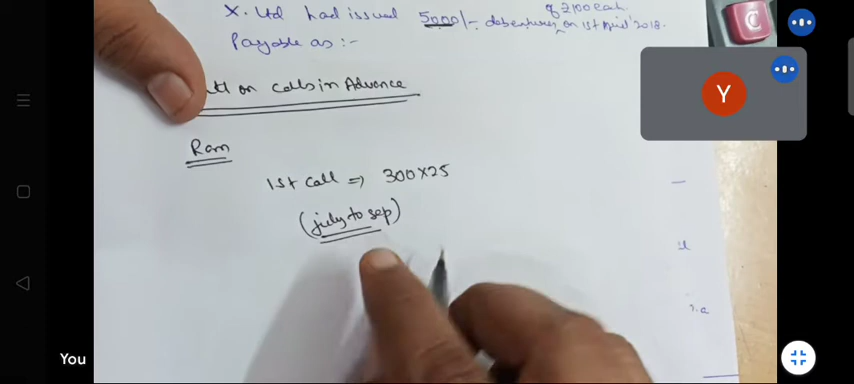 of ₹100 each
X. Ltd had issued 5000/- debentures on 1st April 2018.
Payable as :-
on calls in Advance
Ram
1st call => 300×25
(july to sep)
Y
You